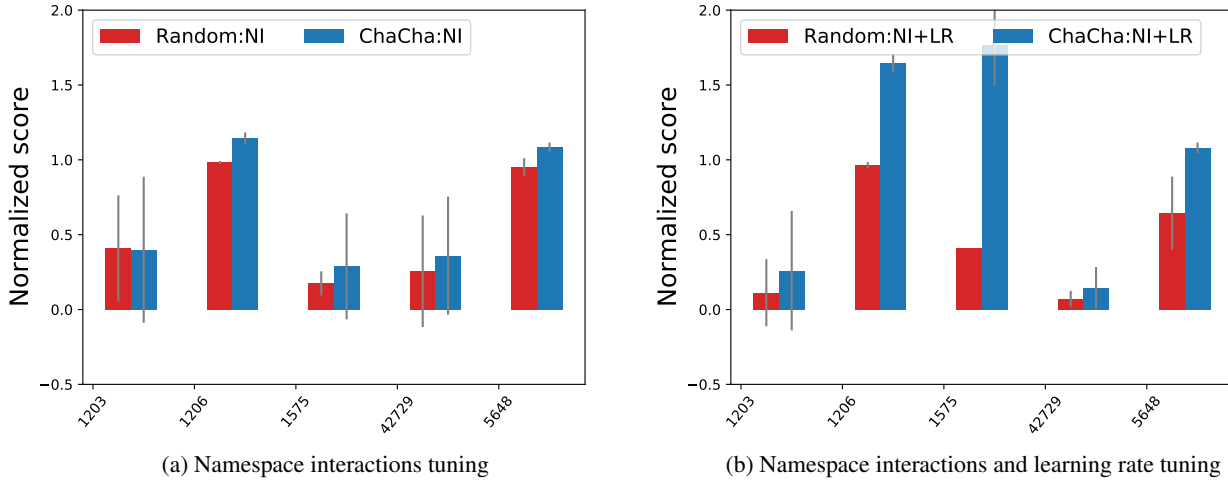 Random:NI ChaCha:NI
Normalized score
2.0
1.5
1.0
0.5
0.0
−0.5
1203 1206 1575 42729 5648
(a) Namespace interactions tuning
Random:NI+LR ChaCha:NI+LR
Normalized score
2.0
1.5
1.0
0.5
0.0
−0.5
1203 1206 1575 42729 5648
(b) Namespace interactions and learning rate tuning